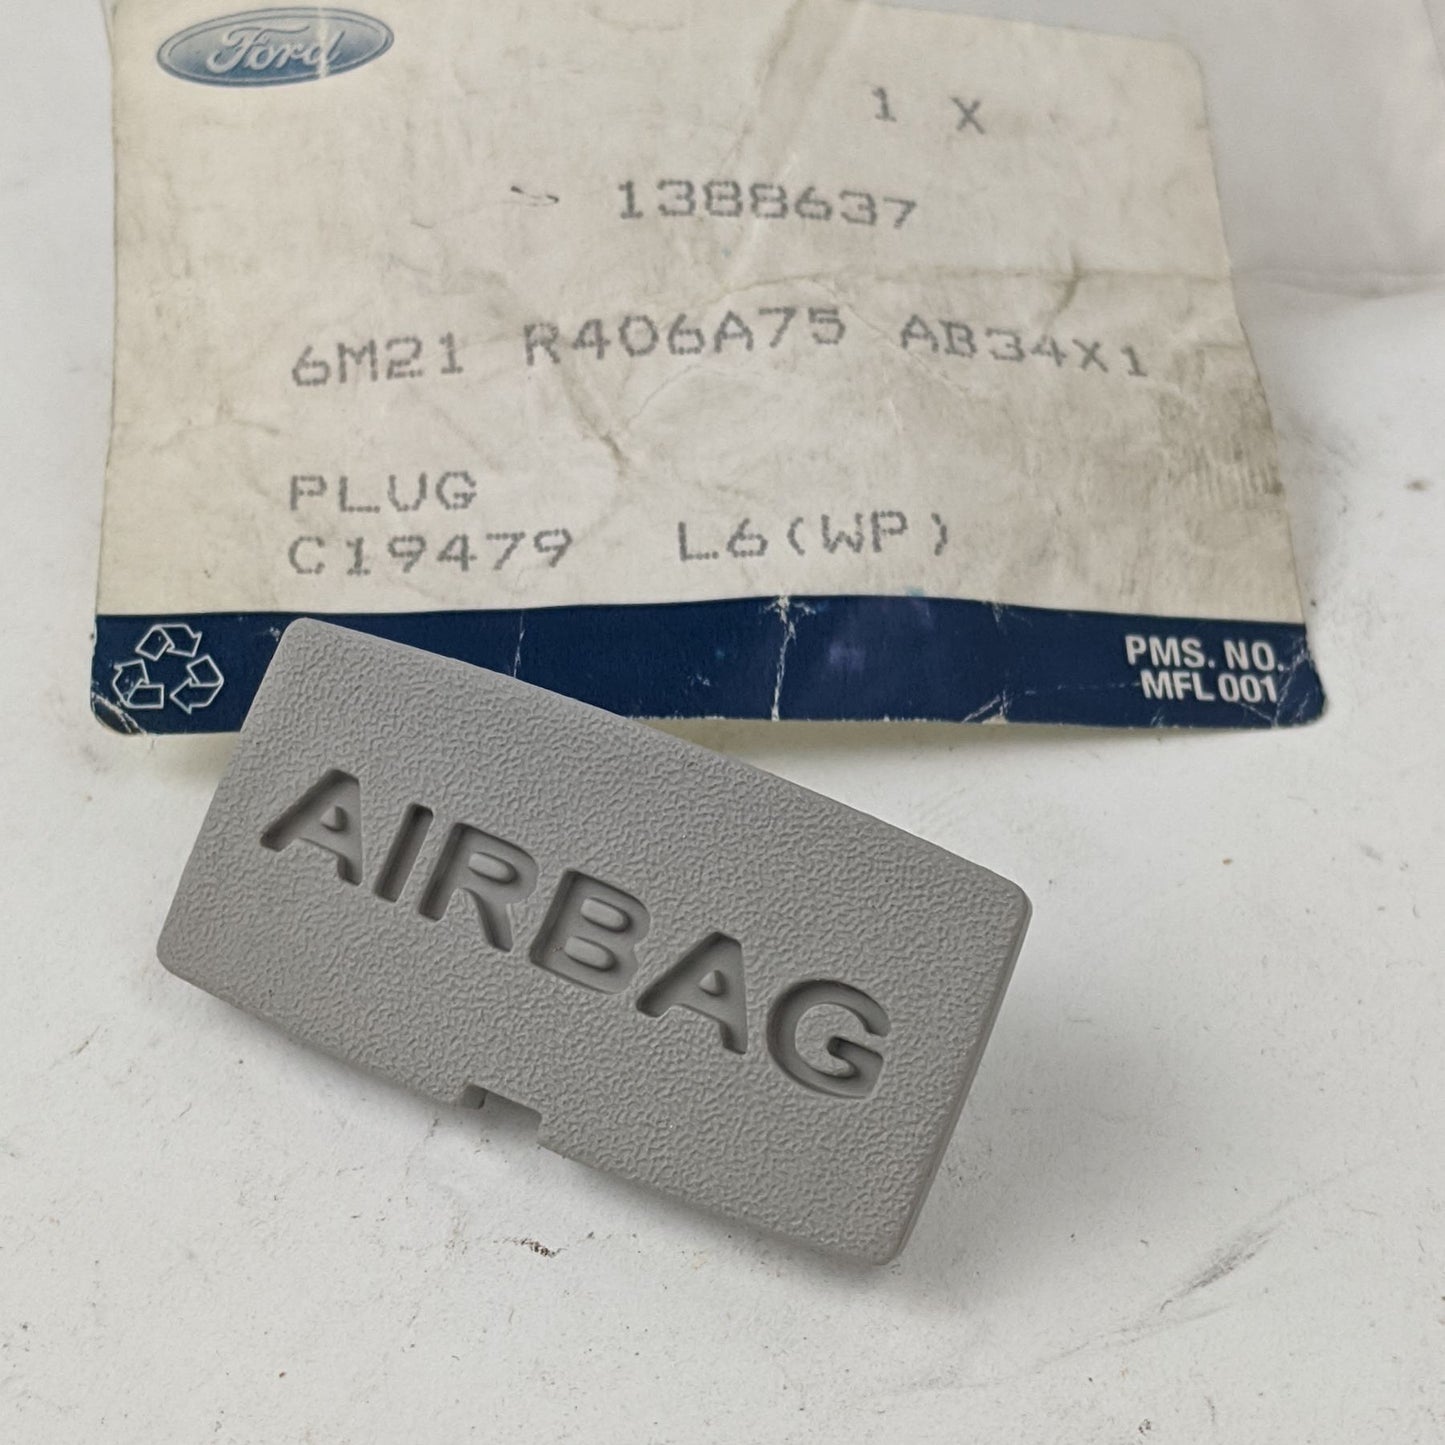 Ford
1 X
1388637
6M21 R406A75 AB34X1
PLUG
C19479 L6(WP)
PMS. NO.
MFL 001
AIRBAG